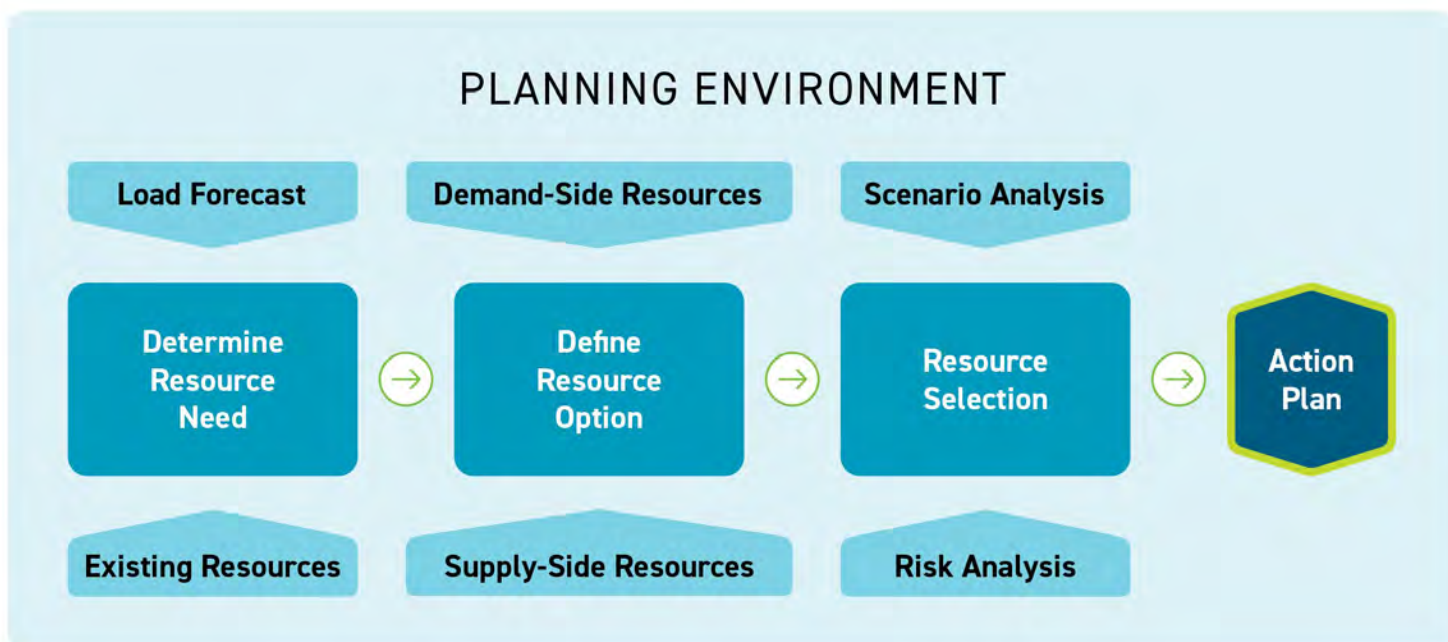 PLANNING ENVIRONMENT
Load Forecast
Demand-Side Resources
Scenario Analysis
Determine
Resource
Need
Define
Resource
Option
Resource
Selection
Action
Plan
Existing Resources
Supply-Side Resources
Risk Analysis